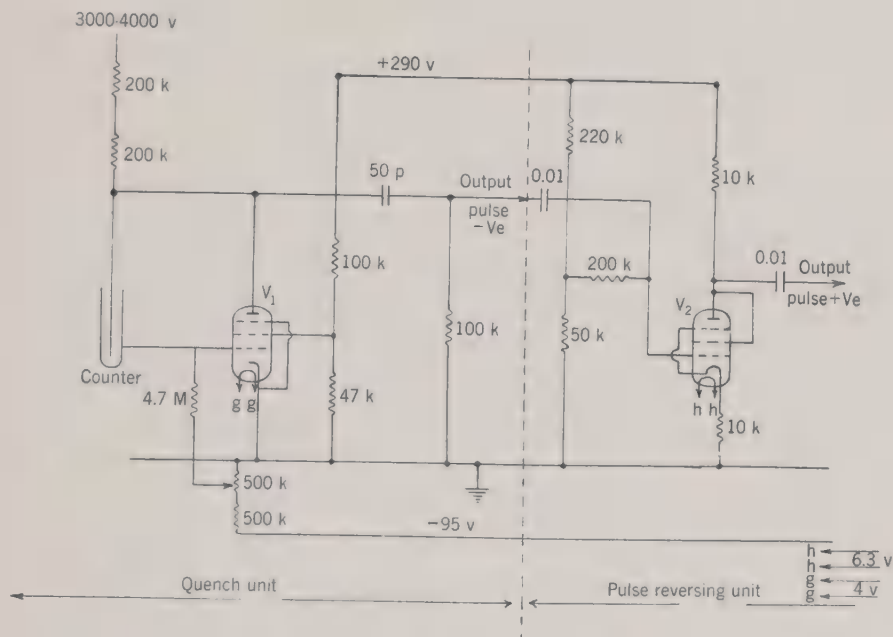 3000-4000 v
200 k
200 k
+290 v
220 k
10 k
50 p
Output
pulse
-Ve
0.01
100 k
200 k
0.01
Output
pulse+Ve
V1
V2
Counter
4.7 M
g g
47 k
100 k
50 k
h h
10 k
500 k
500 k
-95 v
h
h
6.3 v
g
g
4 v
Quench unit
Pulse reversing unit